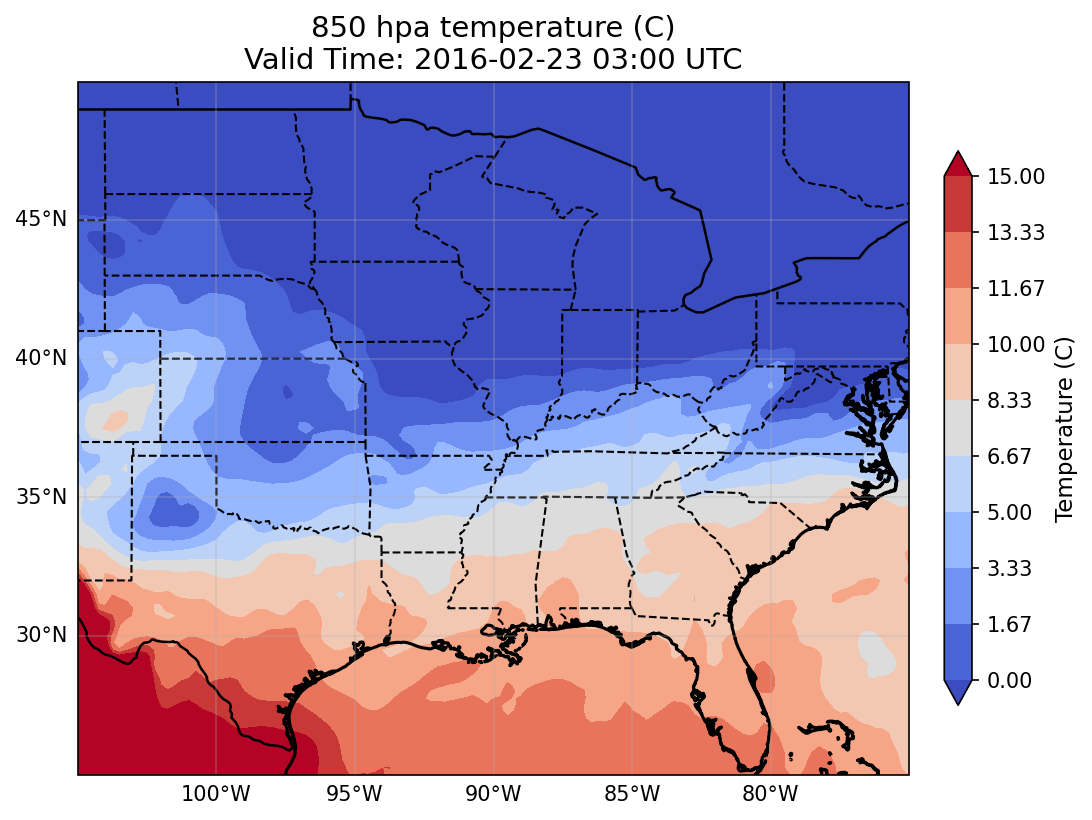 850 hpa temperature (C)
Valid Time: 2016-02-23 03:00 UTC
45°N
40°N
35°N
30°N
100°W
95°W
90°W
85°W
80°W
15.00
13.33
11.67
10.00
8.33
6.67
5.00
3.33
1.67
0.00
Temperature (C)